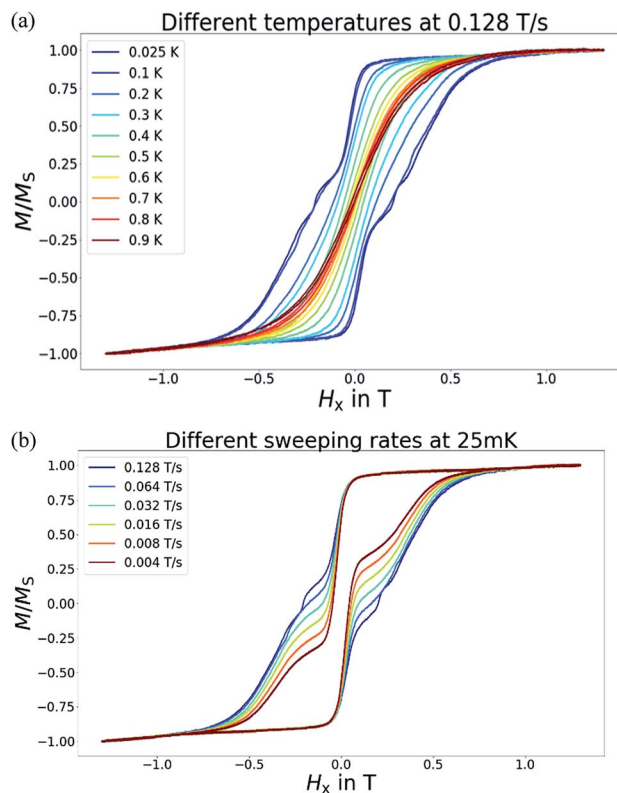 (a)
Different temperatures at 0.128 T/s
1.00
0.75
0.50
0.25
0.00
−0.25
−0.50
−0.75
−1.00
M/MS
0.025 K
0.1 K
0.2 K
0.3 K
0.4 K
0.5 K
0.6 K
0.7 K
0.8 K
0.9 K
−1.0 −0.5 0.0 0.5 1.0
Hx in T
(b)
Different sweeping rates at 25mK
1.00
0.75
0.50
0.25
0.00
−0.25
−0.50
−0.75
−1.00
M/MS
0.128 T/s
0.064 T/s
0.032 T/s
0.016 T/s
0.008 T/s
0.004 T/s
−1.0 −0.5 0.0 0.5 1.0
Hx in T